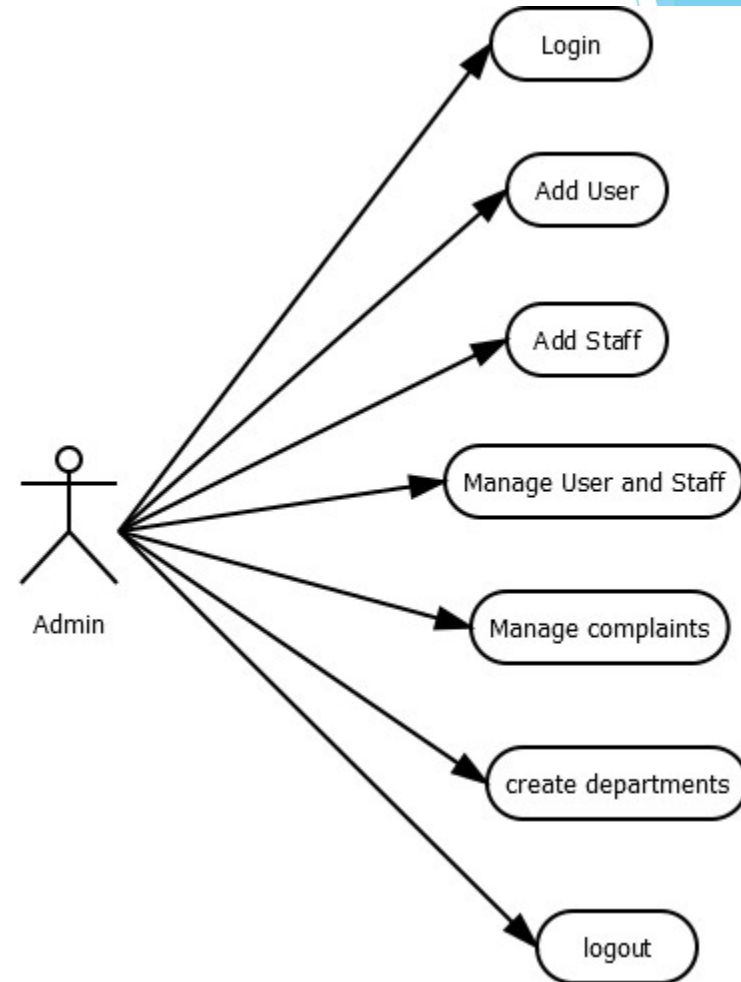 Login
Add User
Add Staff
Manage User and Staff
Admin
Manage complaints
create departments
logout